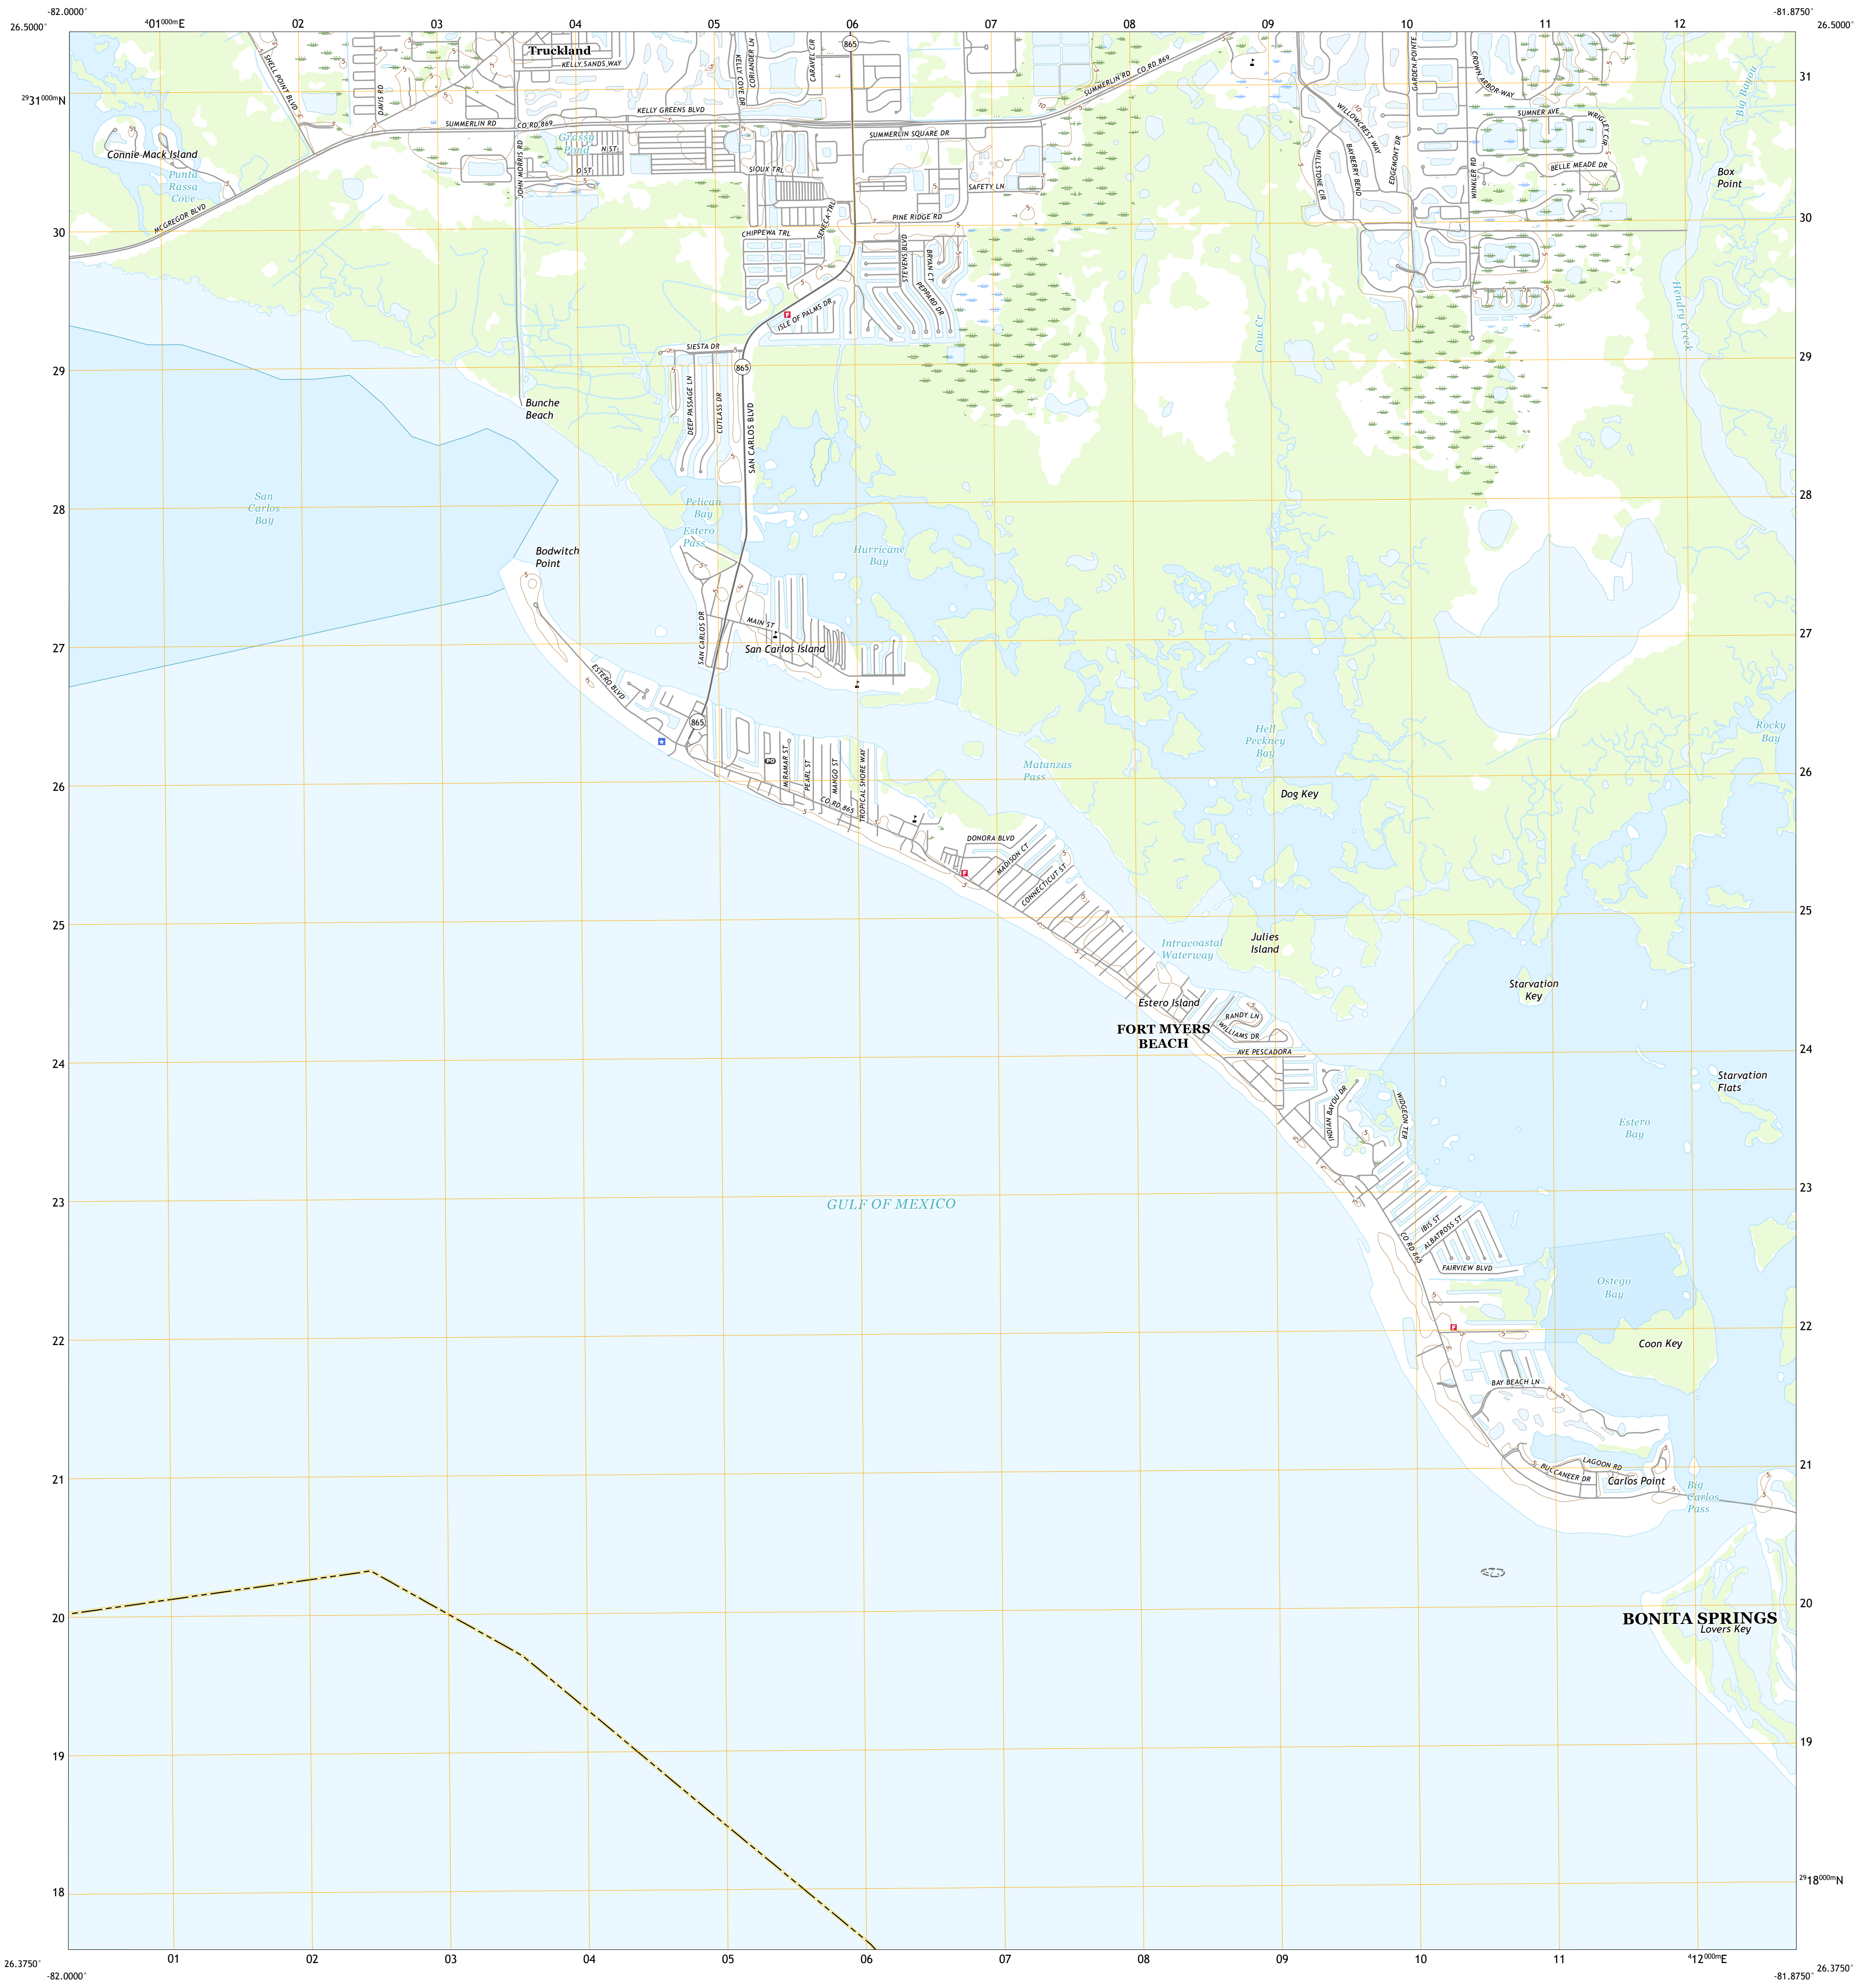 -82.0000°
-81.8750°
26.5000°
⁴01⁰⁰⁰ᵐE
02
03
04
05
06
07
08
09
10
11
12
26.5000°
Truckland
865
KELLY SANDS WAY
SHELL POINT BLVD
DAVIS RD
KELLY COVE DR
CORIANDER LN
CARAVEL CIR
SUMMERLIN RD
CO RD 869
GARDEN POINTE
CROWN ARBOR WAY
Big Bayou
31
²⁹31⁰⁰⁰ᵐN
KELLY GREENS BLVD
SUMMERLIN RD
CO RD 869
SUMMERLIN SQUARE DR
WILLOWCREST WAY
SUMNER AVE
WRIGLEY CIR
Connie Mack Island
Grassy
Pond
N ST
O ST
JOHN MORRIS RD
SIOUX TRL
SAFETY LN
MILLSTONE CIR
BAYBERRY BEND
EDGEMONT DR
WINKLER RD
BELLE MEADE DR
Box
Point
Punta
Rassa
Cove
MCGREGOR BLVD
SENECA TRL
PINE RIDGE RD
30
30
CHIPPEWA TRL
STEVENS BLVD
BRYAN CT
PEPPARD DR
ISLE OF PALMS DR
F
Cow Cr
Hendry Creek
SIESTA DR
29
29
865
DEEP PASSAGE LN
CUTLASS DR
SAN CARLOS BLVD
Bunche
Beach
San
Carlos
Bay
Pelican
Bay
28
28
Estero
Pass
Bodwitch
Point
Hurricane
Bay
SAN CARLOS DR
MAIN ST
27
27
San Carlos Island
ESTERO BLVD
865
Hell
Peckney
Bay
Rocky
Bay
26
26
PO
MIRAMAR ST
PEARL ST
MANGO ST
TROPICAL SHORE WAY
CO RD 865
Matanzas
Pass
Dog Key
DONORA BLVD
MADISON CT
CONNECTICUT ST
F
25
25
Intracoastal
Waterway
Julies
Island
Starvation
Key
Estero Island
RANDY LN
WILLIAMS DR
FORT MYERS
BEACH
AVE PESCADORA
24
24
Starvation
Flats
INDIAN BAYOU DR
WIDGEON TER
Estero
Bay
23
23
GULF OF MEXICO
IBIS ST
ALBATROSS ST
CO RD 865
FAIRVIEW BLVD
Ostego
Bay
22
22
F
Coon Key
BAY BEACH LN
21
21
LAGOON RD
BUCCANEER DR
Carlos Point
Big
Carlos
Pass
20
20
BONITA SPRINGS
Lovers Key
19
19
18
²⁹18⁰⁰⁰ᵐN
26.3750°
01
02
03
04
05
06
07
08
09
10
11
⁴12⁰⁰⁰ᵐE
26.3750°
-82.0000°
-81.8750°